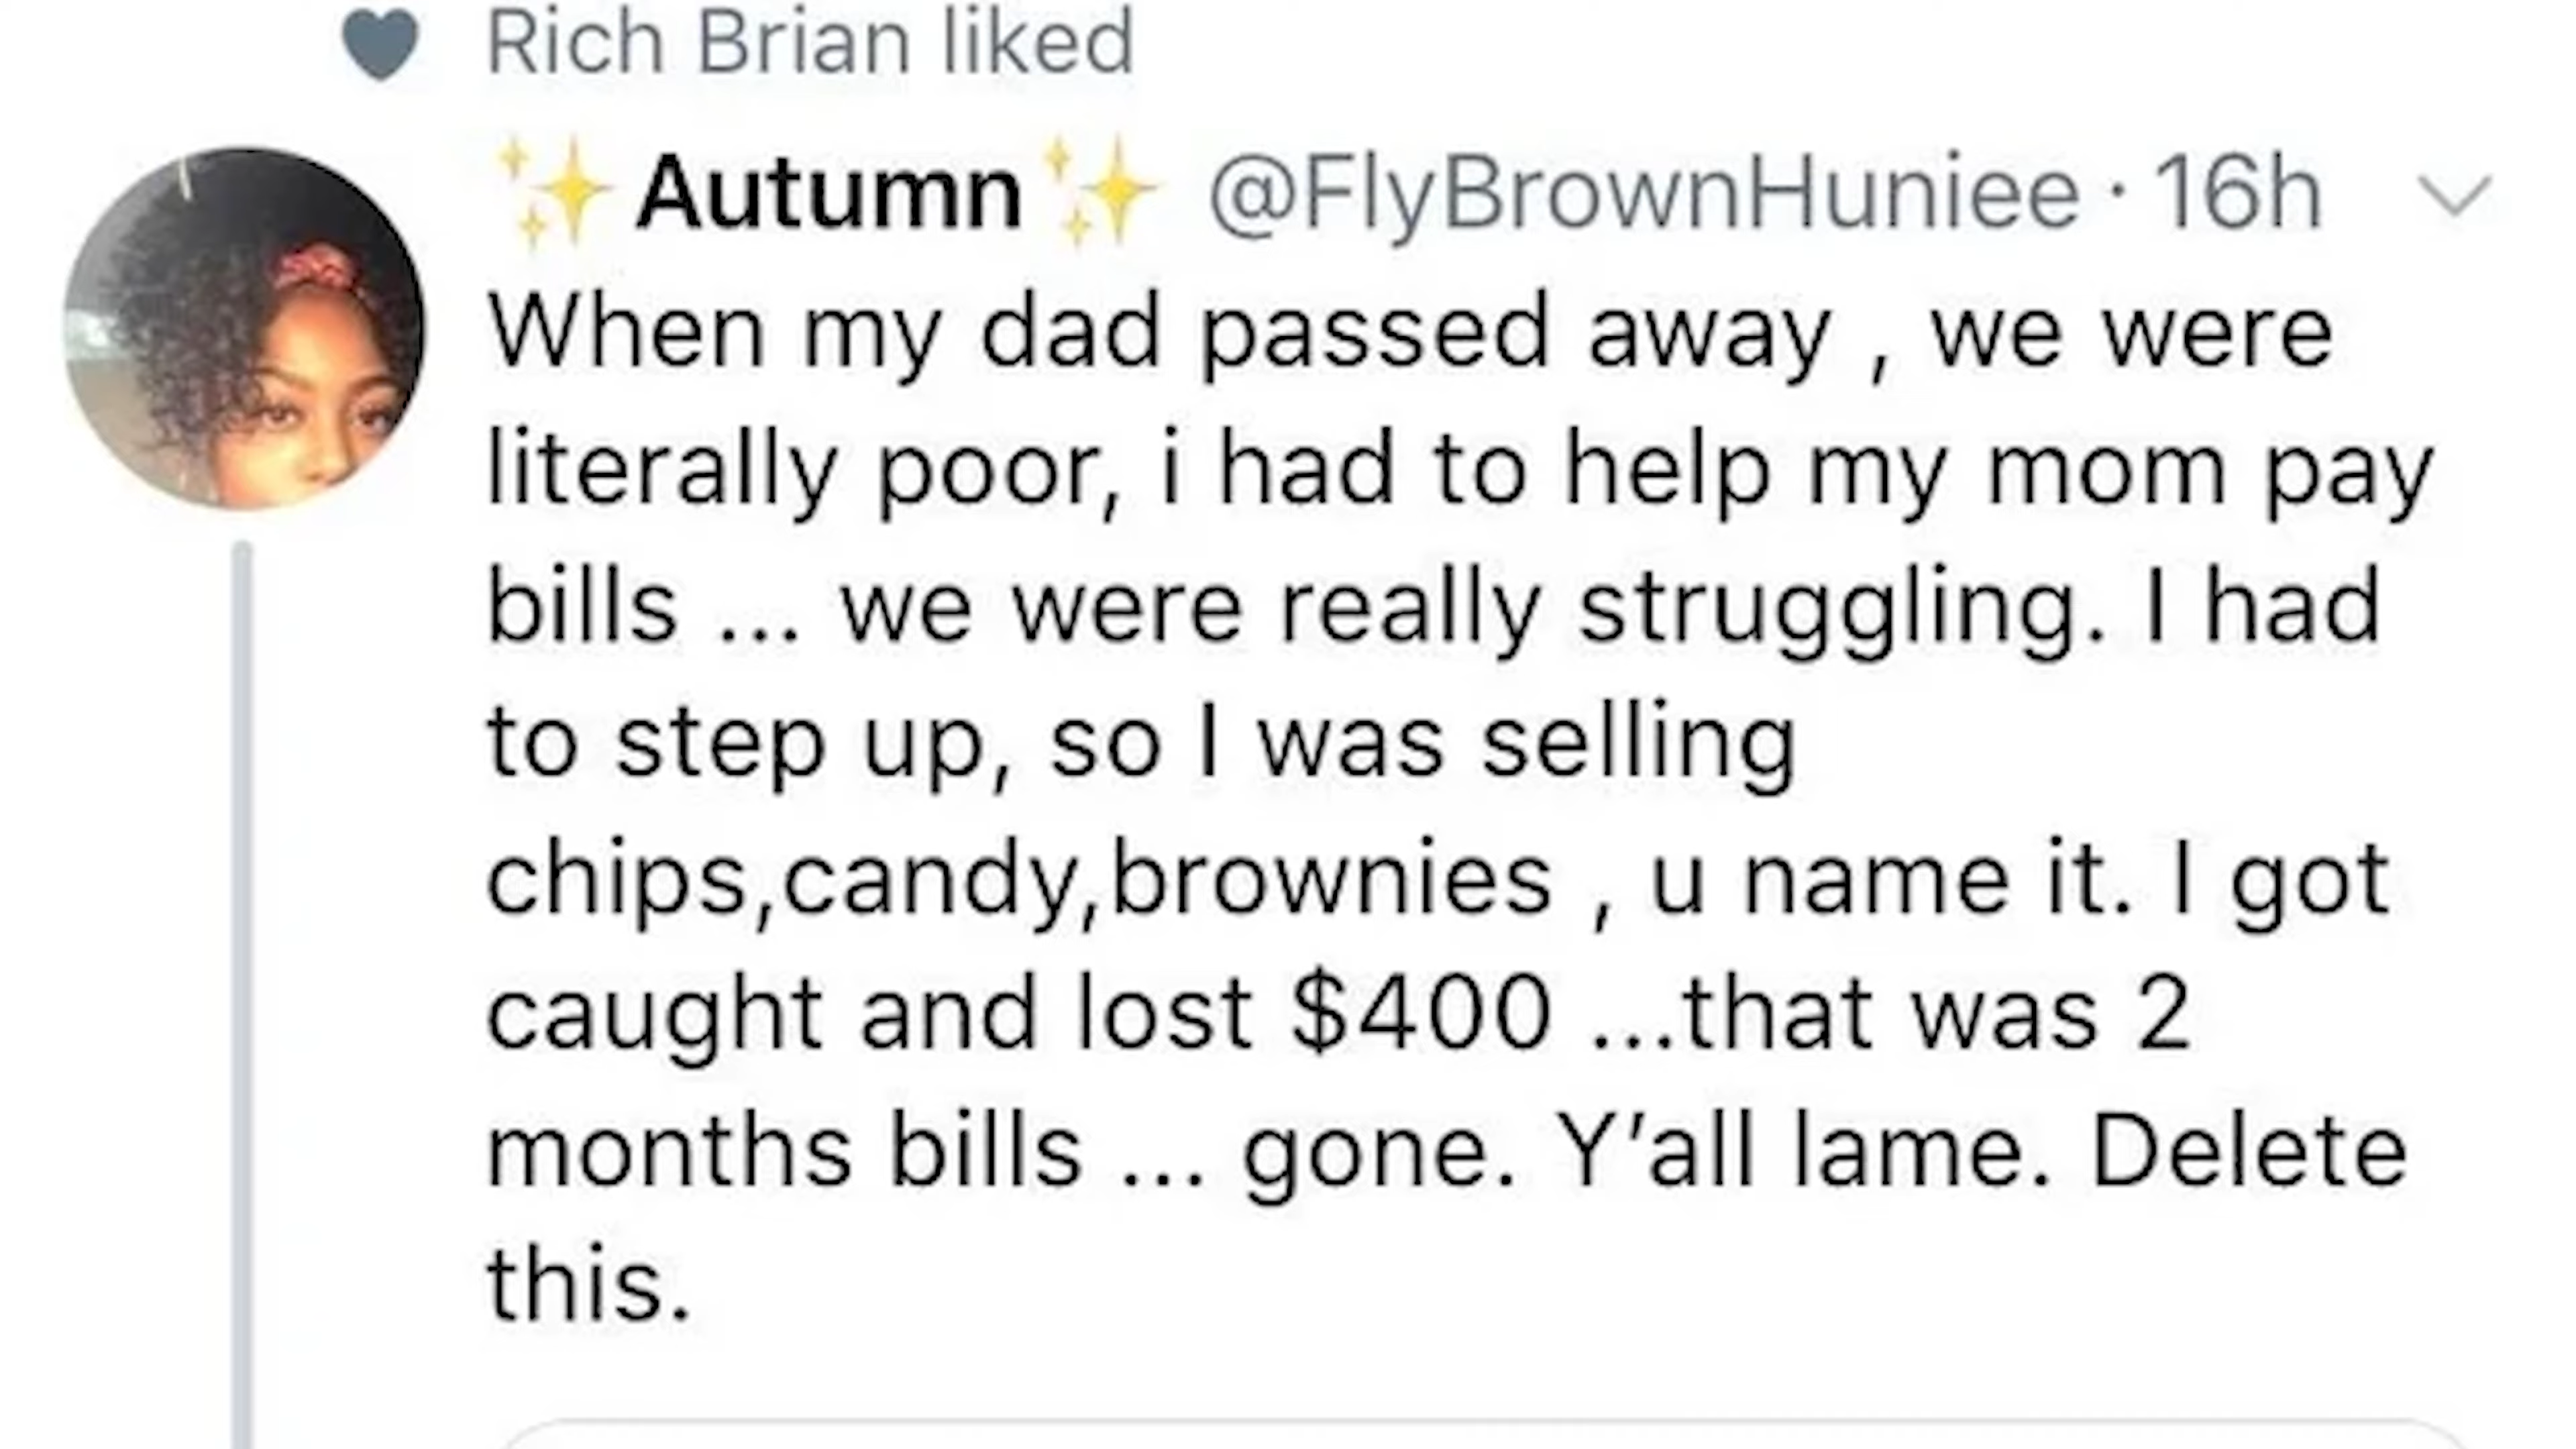 Rich Brian liked
✨Autumn✨ @FlyBrownHuniee · 16h
When my dad passed away , we were
literally poor, i had to help my mom pay
bills ... we were really struggling. I had
to step up, so I was selling
chips,candy,brownies , u name it. I got
caught and lost $400 ...that was 2
months bills ... gone. Y’all lame. Delete
this.